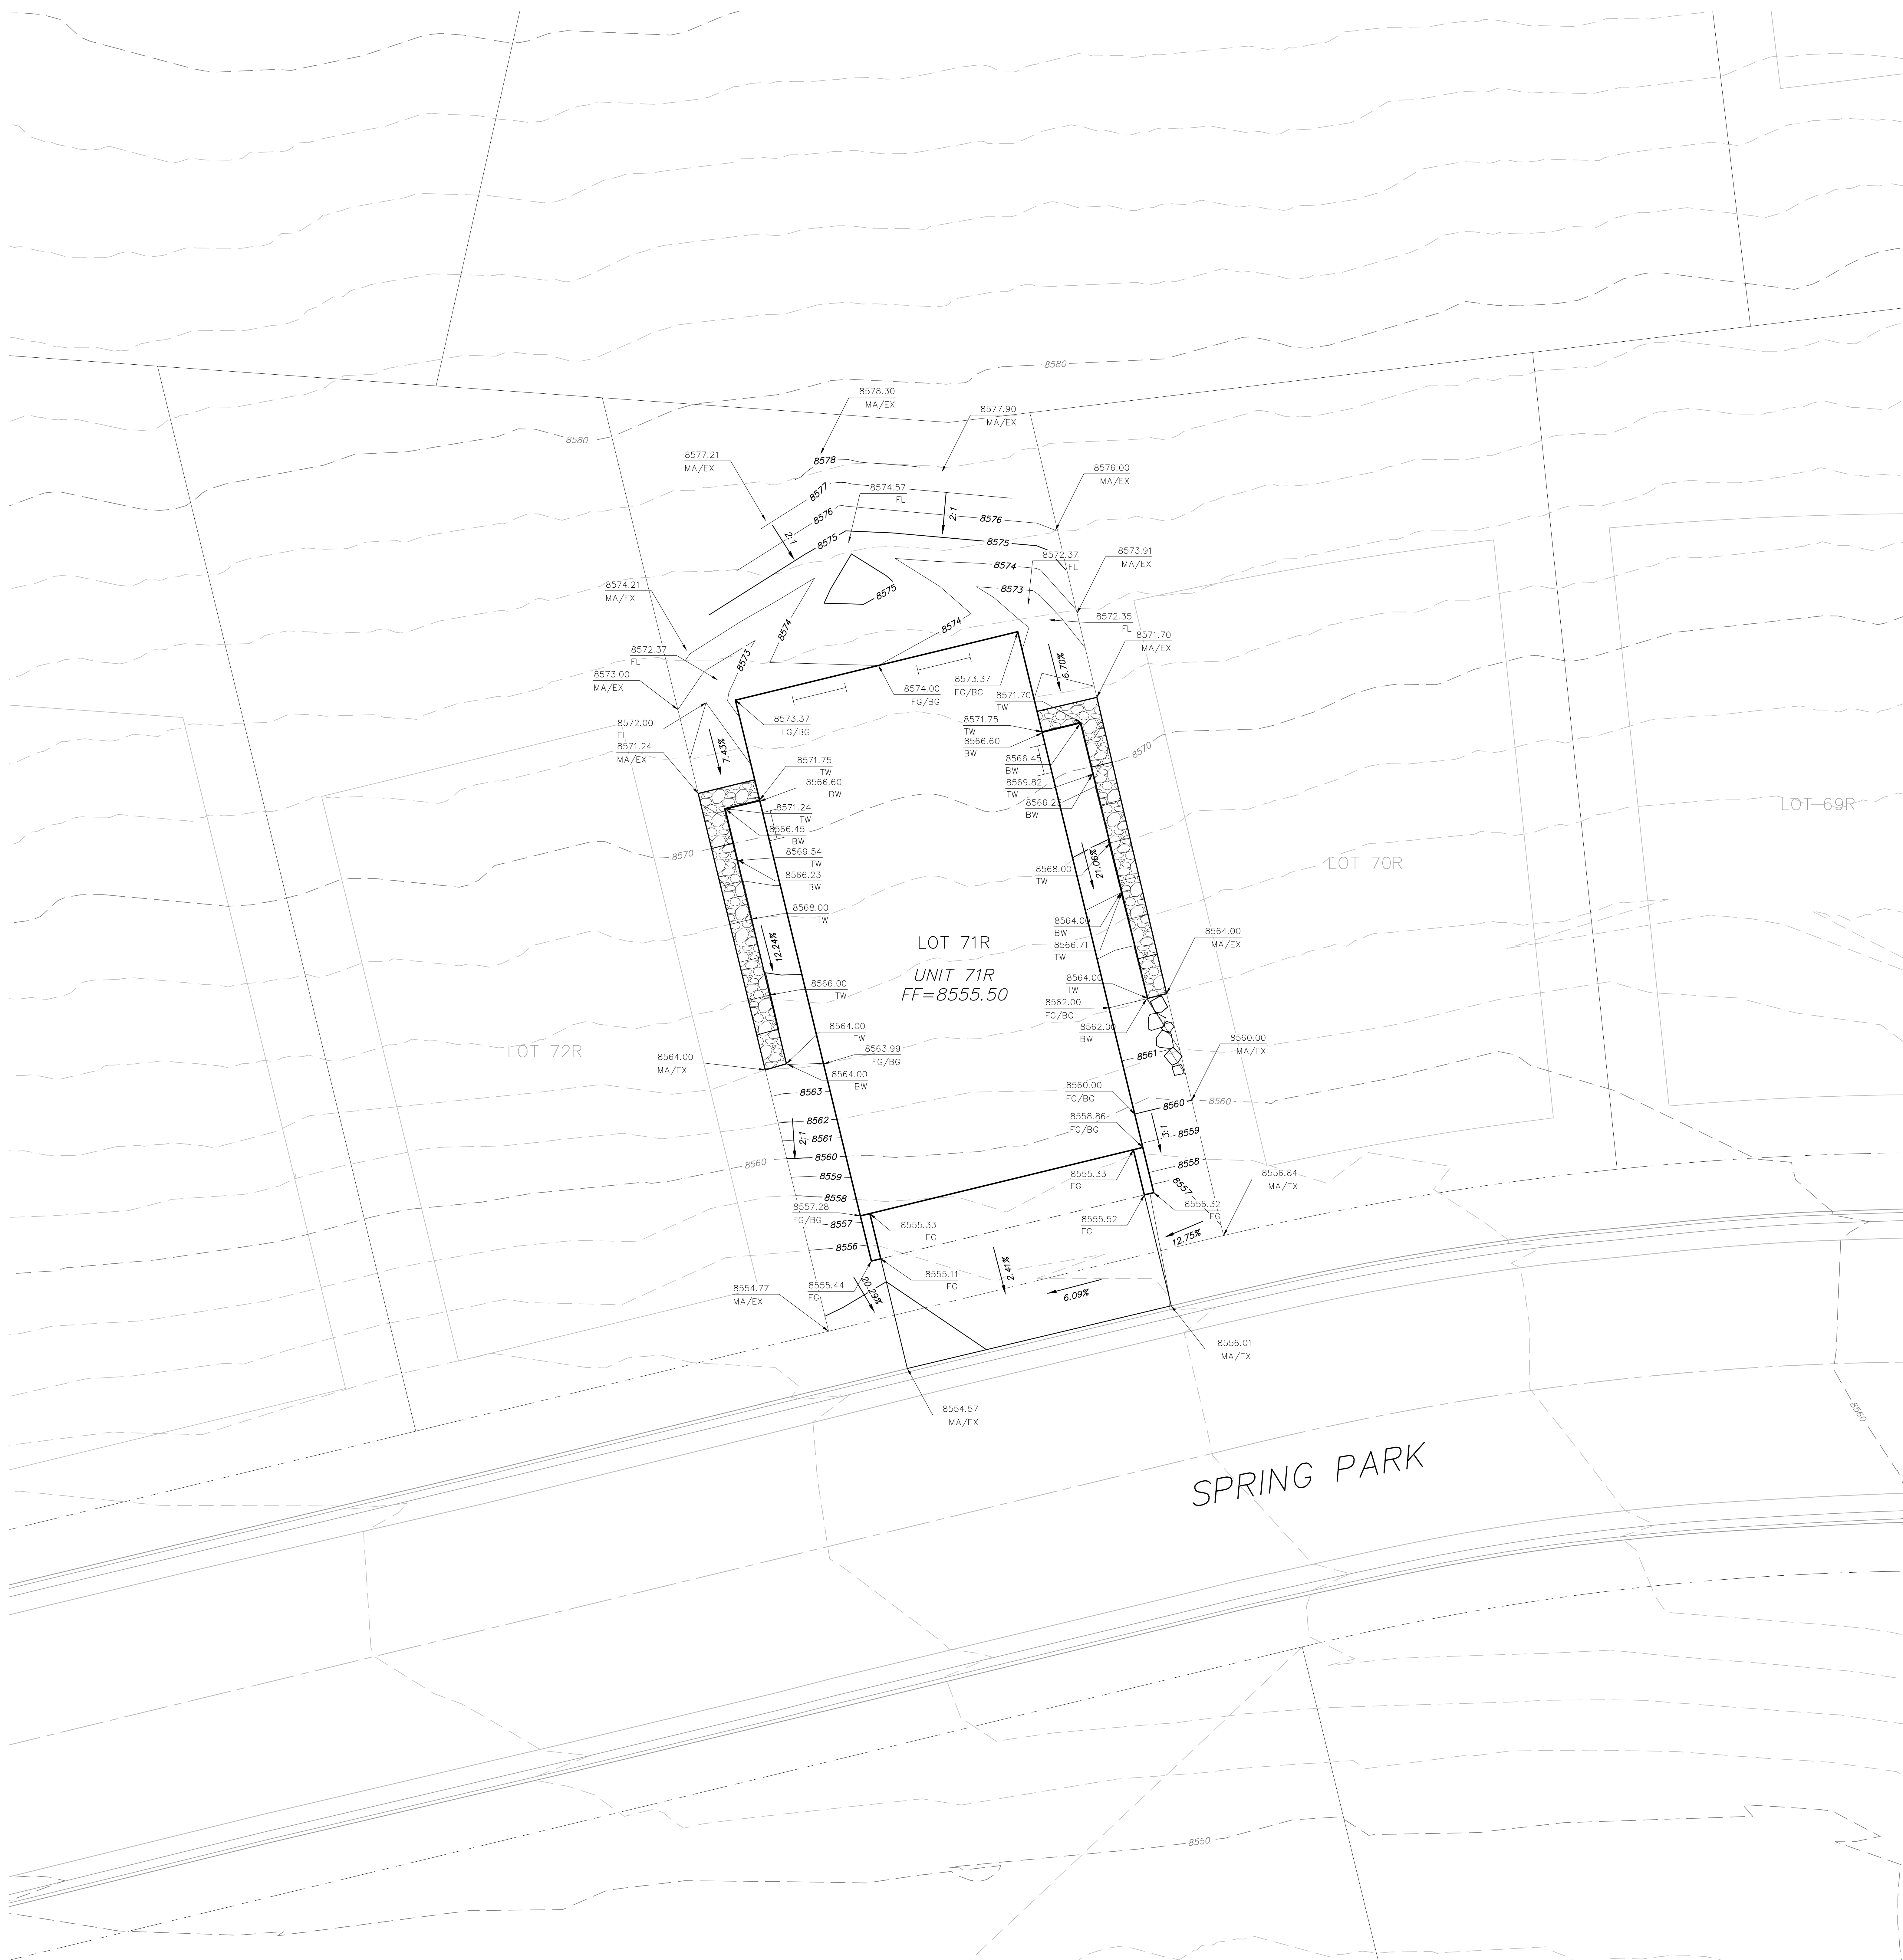 8580
8578.30
MA/EX
8577.90
MA/EX
8580
8577.21
MA/EX
8578
8576.00
MA/EX
8577
8574.57
FL
8576
2:1
8576
2:1
8575
8575
8572.37
FL
8573.91
MA/EX
8574
8574.21
MA/EX
8575
8573
8572.35
FL
8574
8574
8571.70
MA/EX
8572.37
FL
8573
6.70%
8573.00
MA/EX
8573.37
FG/BG
8574.00
FG/BG
8571.70
TW
8572.00
FL
8573.37
FG/BG
8571.75
TW
8566.60
BW
7.43%
8571.24
MA/EX
8570
8571.75
TW
8566.60
BW
8566.45
BW
8569.82
TW
8566.23
BW
LOT 69R
8571.24
TW
8566.45
BW
8570
8569.54
TW
8566.23
BW
21.06%
8568.00
TW
LOT 70R
8568.00
TW
8564.00
BW
8566.71
TW
8564.00
MA/EX
12.24%
LOT 71R
UNIT 71R
FF=8555.50
8566.00
TW
8564.00
TW
8562.00
FG/BG
8562.00
BW
LOT 72R
8564.00
TW
8563.99
FG/BG
8564.00
BW
8564.00
MA/EX
8561
8560.00
MA/EX
8563
8560.00
FG/BG
8560
8560
8562
8558.86
FG/BG
3:1
8559
8561
2:1
8560
8560
8558
8559
8555.33
FG
8557
8556.84
MA/EX
8558
8557.28
FG/BG
8557
8555.33
FG
8555.52
FG
8556.32
FG
12.75%
8556
8555.11
FG
2.41%
8555.44
FG
20.29%
6.09%
8554.77
MA/EX
8556.01
MA/EX
8554.57
MA/EX
8560
SPRING PARK
8550